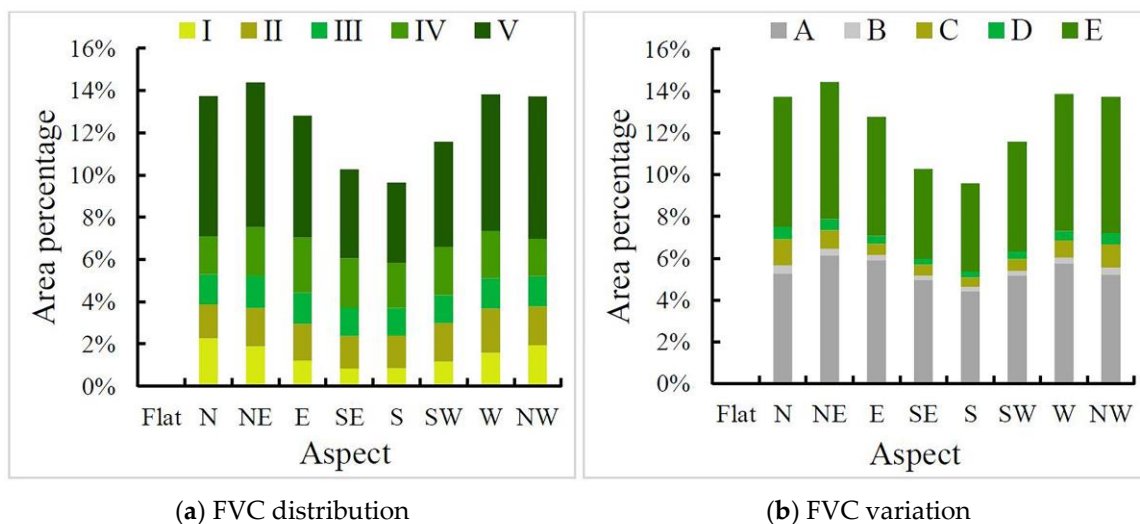 I II III IV V
16%
14%
12%
10%
8%
6%
4%
2%
0%
Area percentage
Flat N NE E SE S SW W NW
Aspect
(a) FVC distribution
A B C D E
16%
14%
12%
10%
8%
6%
4%
2%
0%
Area percentage
Flat N NE E SE S SW W NW
Aspect
(b) FVC variation